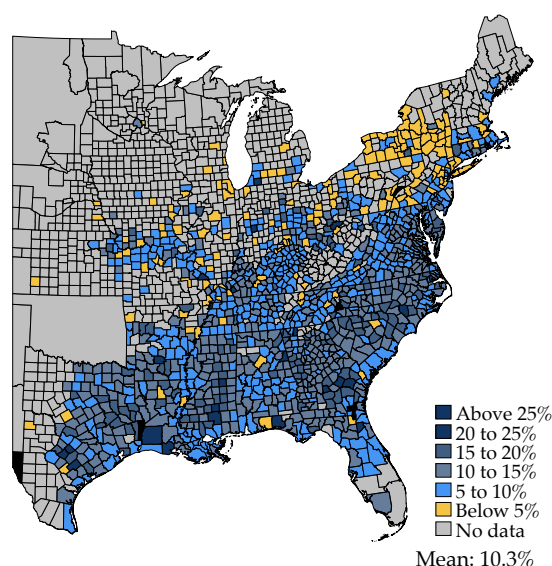 Above 25%
20 to 25%
15 to 20%
10 to 15%
5 to 10%
Below 5%
No data
Mean: 10.3%